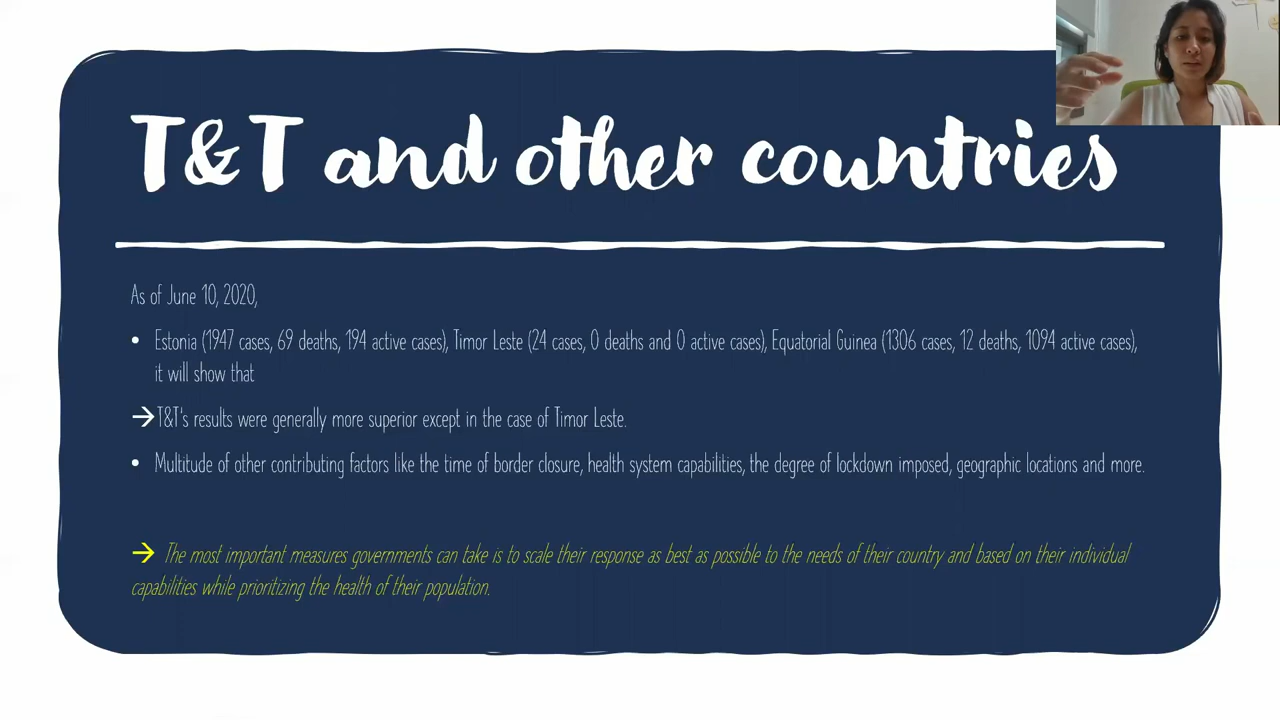 T&T and other countries
As of June 10, 2020,
• Estonia (1947 cases, 69 deaths, 194 active cases), Timor Leste (24 cases, 0 deaths and 0 active cases), Equatorial Guinea (1306 cases, 12 deaths, 1094 active cases),
it will show that
→T&T's results were generally more superior except in the case of Timor Leste.
• Multitude of other contributing factors like the time of border closure, health system capabilities, the degree of lockdown imposed, geographic locations and more.
→ The most important measures governments can take is to scale their response as best as possible to the needs of their country and based on their individual
capabilities while prioritizing the health of their population.